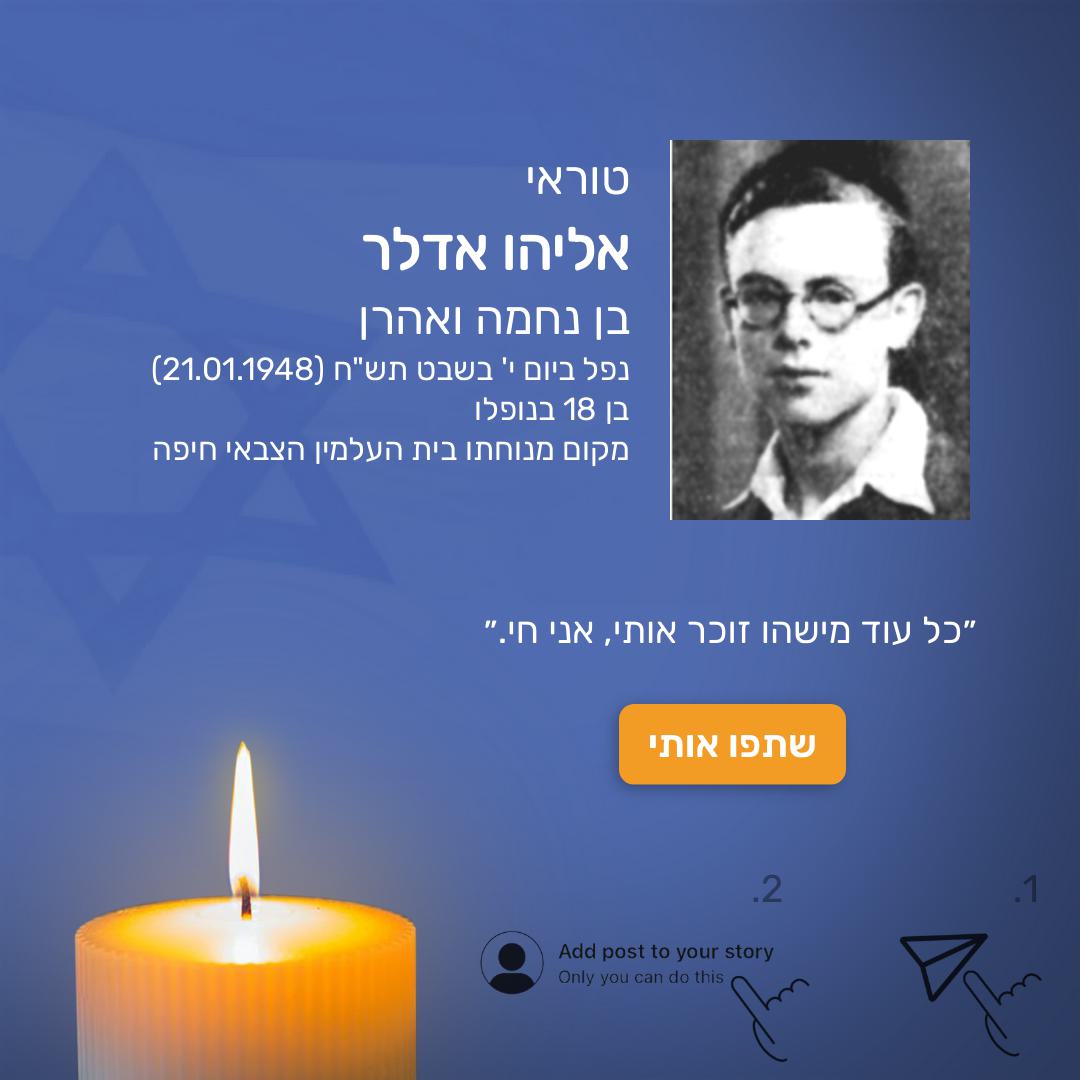 טוראי
אליהו אדלר
בן נחמה ואהרן
נפל ביום י' בשבט תש"ח (21.01.1948)
בן 18 בנופלו
מקום מנוחתו בית העלמין הצבאי חיפה
״כל עוד מישהו זוכר אותי, אני חי.״
שתפו אותי
.1
.2
Add post to your story
Only you can do this